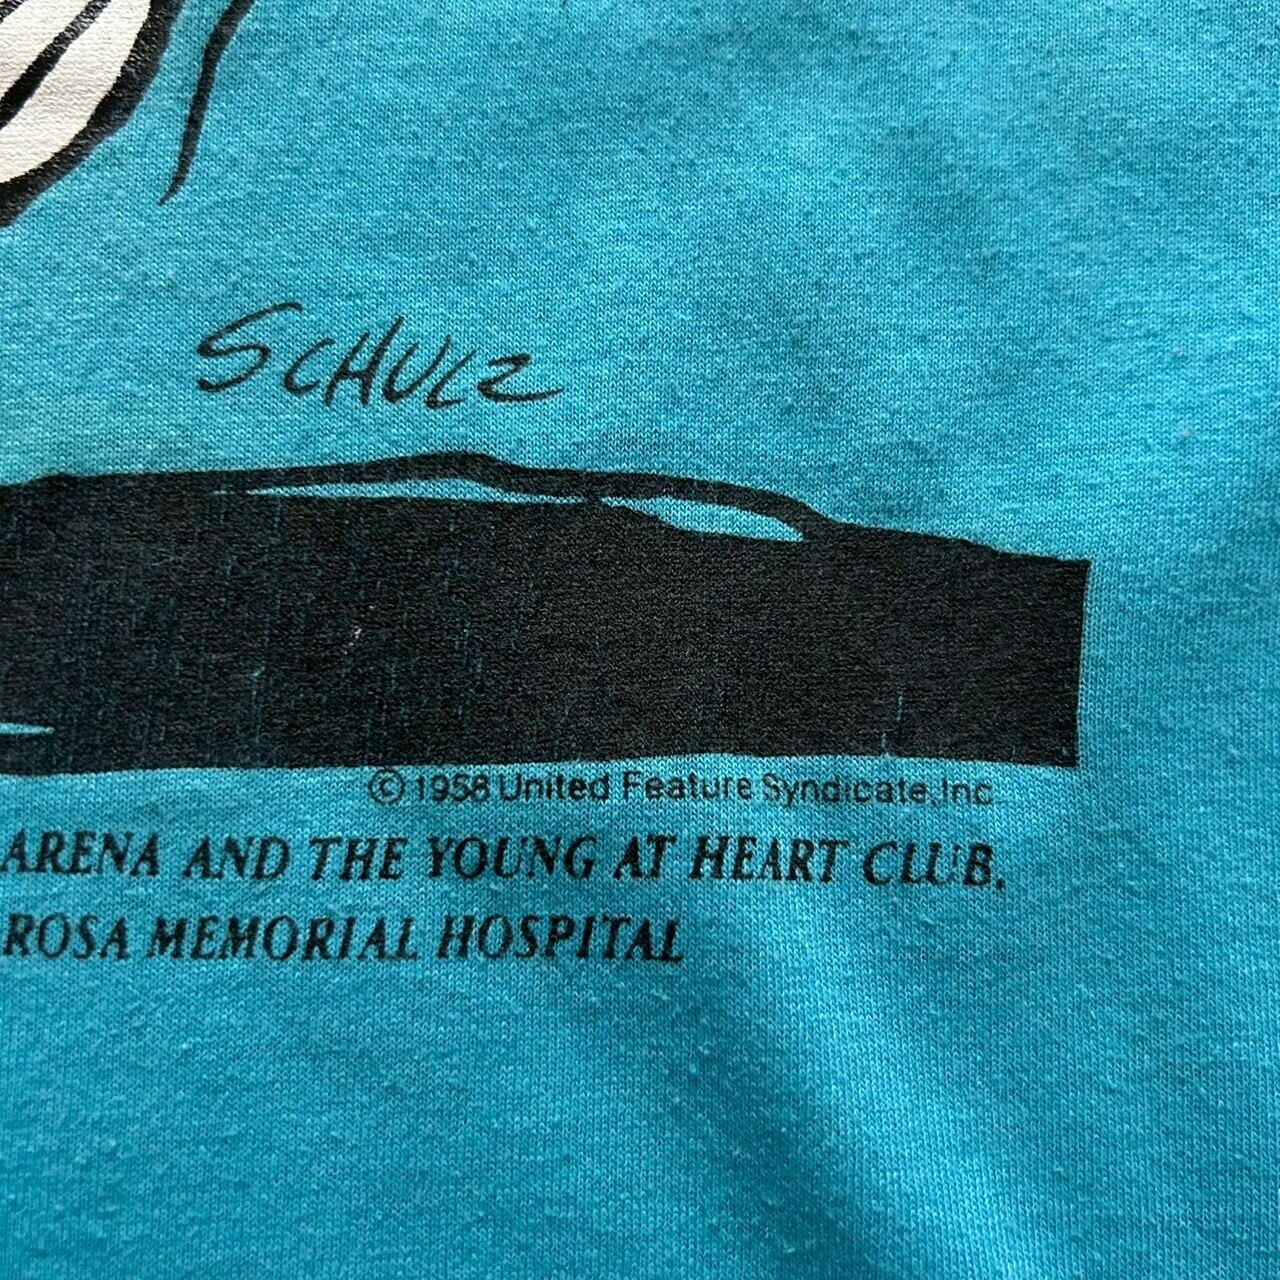 SCHULZ
© 1958 United Feature Syndicate, Inc.
ARENA AND THE YOUNG AT HEART CLUB.
ROSA MEMORIAL HOSPITAL